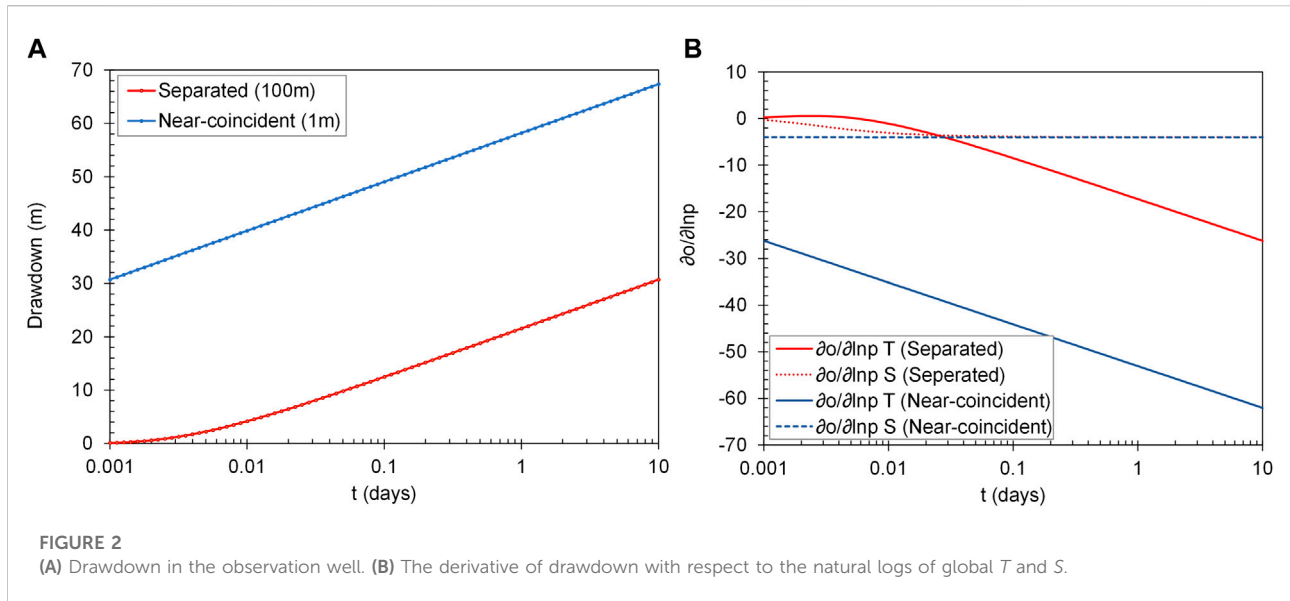 A
Drawdown (m)
70
60
50
40
30
20
10
0
Separated (100m)
Near-coincident (1m)
0.001 0.01 0.1 1 10
t (days)
B
∂o/∂lnp
10
0
-10
-20
-30
-40
-50
-60
-70
∂o/∂lnp T (Separated)
∂o/∂lnp S (Seperated)
∂o/∂lnp T (Near-coincident)
∂o/∂lnp S (Near-coincident)
0.001 0.01 0.1 1 10
t (days)
FIGURE 2
(A) Drawdown in the observation well. (B) The derivative of drawdown with respect to the natural logs of global T and S.